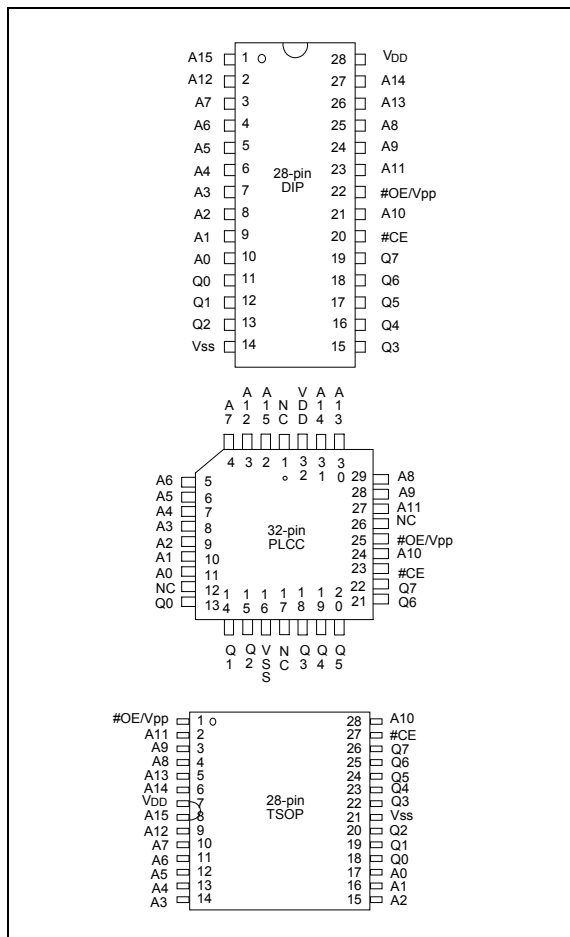 A15 1 28 VDD
A12 2 27 A14
A7 3 26 A13
A6 4 25 A8
A5 5 24 A9
A4 6 28-pin 23 A11
A3 7 DIP 22 #OE/Vpp
A2 8 21 A10
A1 9 20 #CE
A0 10 19 Q7
Q0 11 18 Q6
Q1 12 17 Q5
Q2 13 16 Q4
Vss 14 15 Q3
A7 A12 A15 NC VDD A14 A13
4 3 2 1 32 31 30
A6 5 29 A8
A5 6 28 A9
A4 7 27 A11
A3 8 32-pin 26 NC
A2 9 PLCC 25 #OE/Vpp
A1 10 24 A10
A0 11 23 #CE
NC 12 22 Q7
Q0 13 21 Q6
14 15 16 17 18 19 20
Q1 Q2 VSS NC Q3 Q4 Q5
#OE/Vpp 1 28 A10
A11 2 27 #CE
A9 3 26 Q7
A8 4 25 Q6
A13 5 24 Q5
A14 6 23 Q4
VDD 7 28-pin 22 Q3
A15 8 TSOP 21 Vss
A12 9 20 Q2
A7 10 19 Q1
A6 11 18 Q0
A5 12 17 A0
A4 13 16 A1
A3 14 15 A2